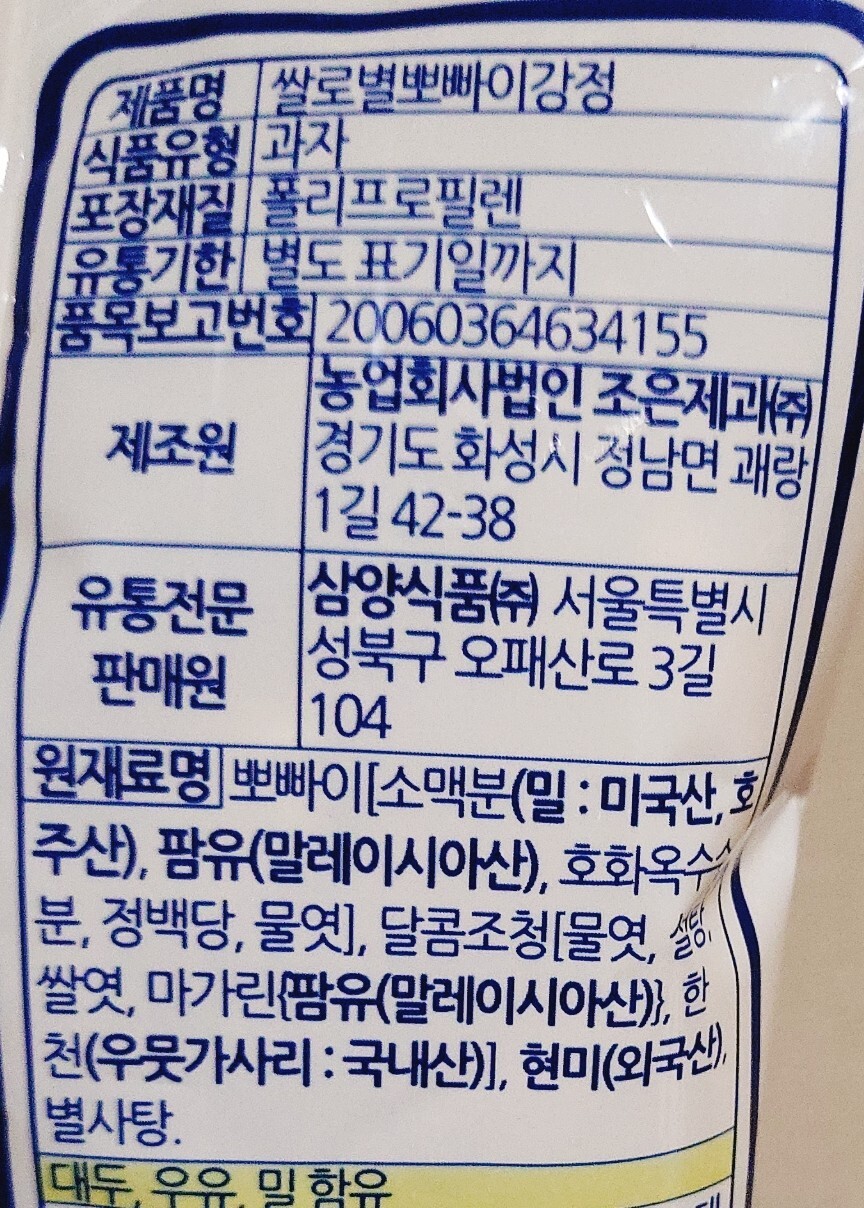 제품명 쌀로별뽀빠이강정
식품유형 과자
포장재질 폴리프로필렌
유통기한 별도 표기일까지
품목보고번호 20060364634155
제조원 농업회사법인 조은제과(주)
경기도 화성시 정남면 괘랑
1길 42-38
유통전문
판매원
삼양식품(주) 서울특별시
성북구 오패산로 3길
104
원재료명 뽀빠이[소맥분(밀 : 미국산, 호
주산), 팜유(말레이시아산), 호화옥수수
분, 정백당, 물엿], 달콤조청[물엿, 설탕,
쌀엿, 마가린{팜유(말레이시아산)}, 한
천(우뭇가사리 : 국내산)], 현미(외국산),
별사탕.
대두, 우유, 밀 함유